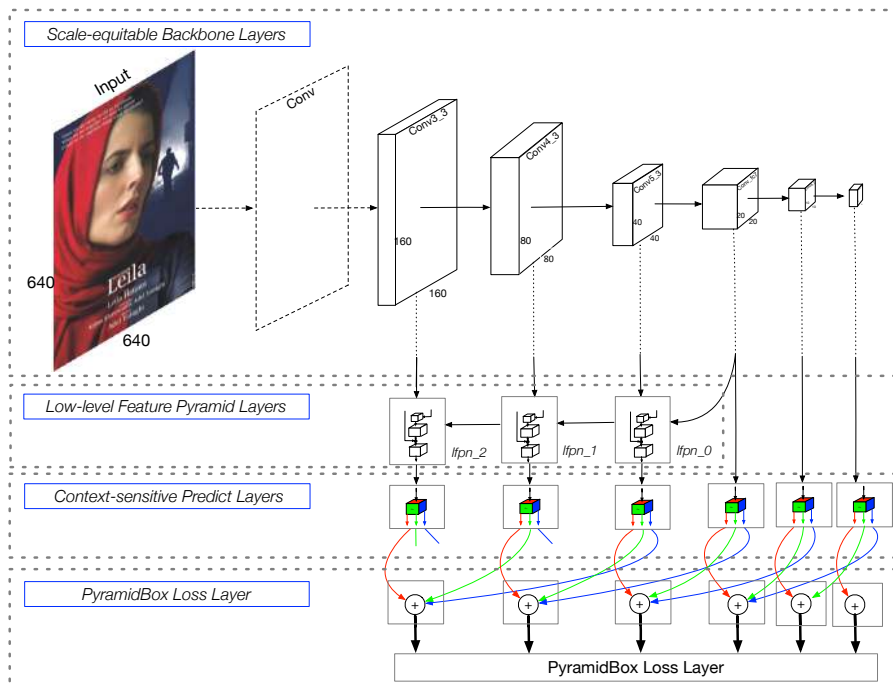 Scale-equitable Backbone Layers
Input
Conv
Conv3_3
Conv4_3
Conv5_3
Leila
640
640
160
160
80
80
40
40
20
20
Low-level Feature Pyramid Layers
lfpn_2
lfpn_1
lfpn_0
Context-sensitive Predict Layers
PyramidBox Loss Layer
+
+
+
+
+
+
PyramidBox Loss Layer